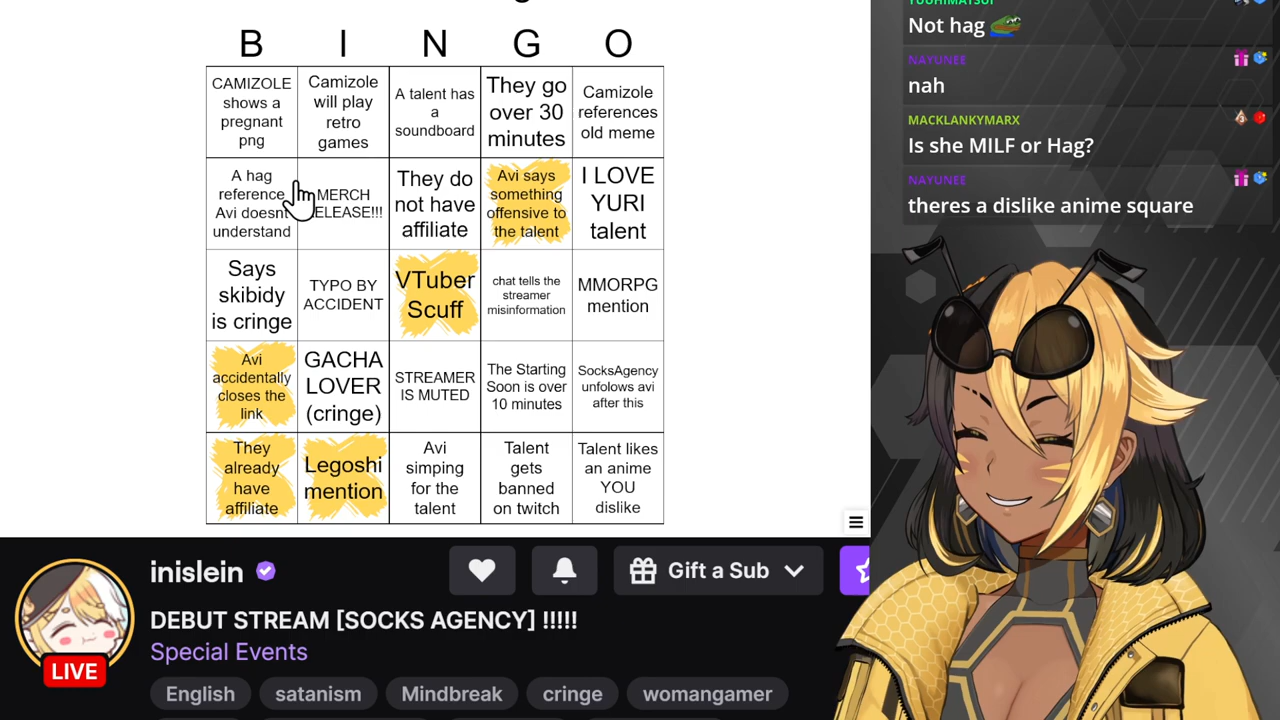 B I N G O
CAMIZOLE
shows a
pregnant
png
Camizole
will play
retro
games
A talent has
a
soundboard
They go
over 30
minutes
Camizole
references
old meme
A hag
reference
Avi doesnt
understand
MERCH
ELEASE!!!
They do
not have
affiliate
Avi says
something
offensive to
the talent
I LOVE
YURI
talent
Says
skibidy
is cringe
TYPO BY
ACCIDENT
VTuber
Scuff
chat tells the
streamer
misinformation
MMORPG
mention
Avi
accidentally
closes the
link
GACHA
LOVER
(cringe)
STREAMER
IS MUTED
The Starting
Soon is over
10 minutes
SocksAgency
unfolows avi
after this
They
already
have
affiliate
Legoshi
mention
Avi
simping
for the
talent
Talent
gets
banned
on twitch
Talent likes
an anime
YOU
dislike
inislein
Gift a Sub
DEBUT STREAM [SOCKS AGENCY] !!!!!
Special Events
LIVE
English
satanism
Mindbreak
cringe
womangamer
Not hag
NAYUNEE
nah
MACKLANKYMARX
Is she MILF or Hag?
NAYUNEE
theres a dislike anime square